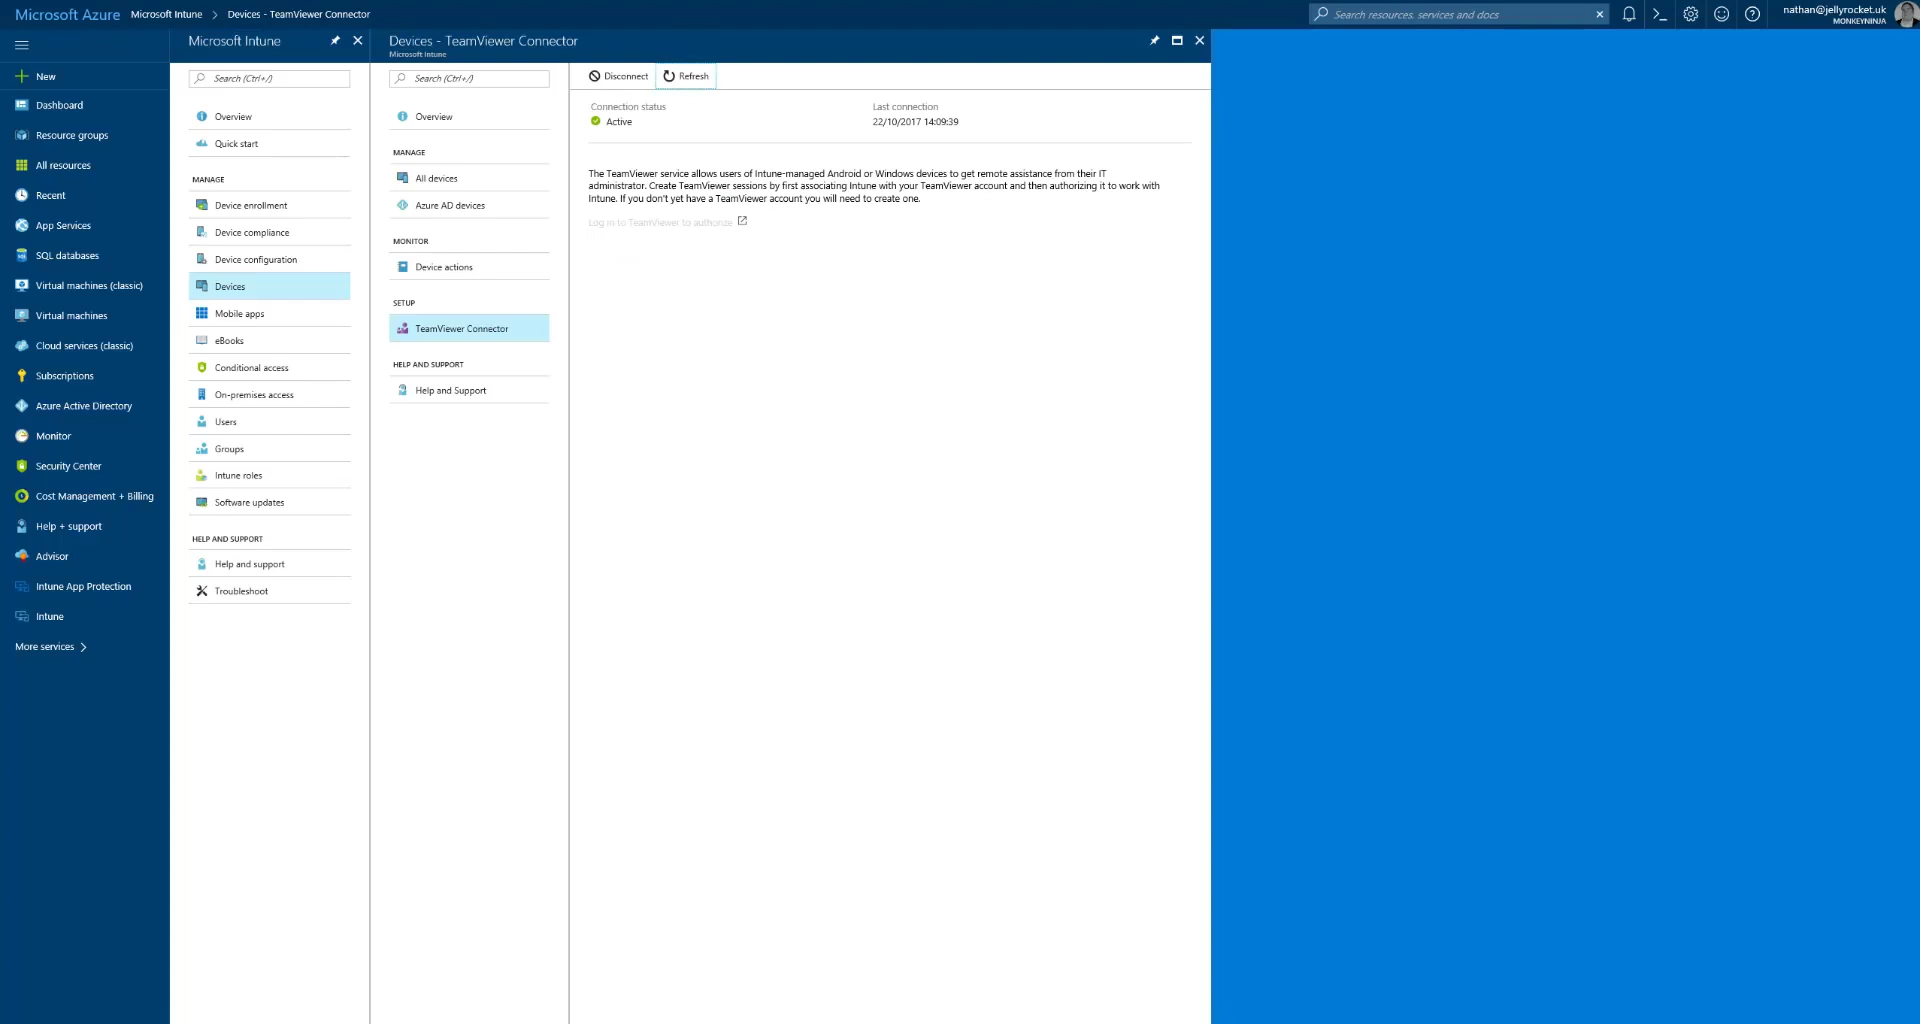 Microsoft Azure
Microsoft Intune
Devices - TeamViewer Connector
Search resources, services and docs
nathan@jellyrocket.uk
MONKEYNINJA
New
Dashboard
Resource groups
All resources
Recent
App Services
SQL databases
Virtual machines (classic)
Virtual machines
Cloud services (classic)
Subscriptions
Azure Active Directory
Monitor
Security Center
Cost Management + Billing
Help + support
Advisor
Intune App Protection
Intune
More services
Microsoft Intune
Search (Ctrl+/)
Overview
Quick start
MANAGE
Device enrollment
Device compliance
Device configuration
Devices
Mobile apps
eBooks
Conditional access
On-premises access
Users
Groups
Intune roles
Software updates
HELP AND SUPPORT
Help and support
Troubleshoot
Devices - TeamViewer Connector
Microsoft Intune
Search (Ctrl+/)
Overview
MANAGE
All devices
Azure AD devices
MONITOR
Device actions
SETUP
TeamViewer Connector
HELP AND SUPPORT
Help and Support
Disconnect
Refresh
Connection status
Active
Last connection
22/10/2017 14:09:39
The TeamViewer service allows users of Intune-managed Android or Windows devices to get remote assistance from their IT
administrator. Create TeamViewer sessions by first associating Intune with your TeamViewer account and then authorizing it to work with
Intune. If you don't yet have a TeamViewer account you will need to create one.
Log in to TeamViewer to authorize